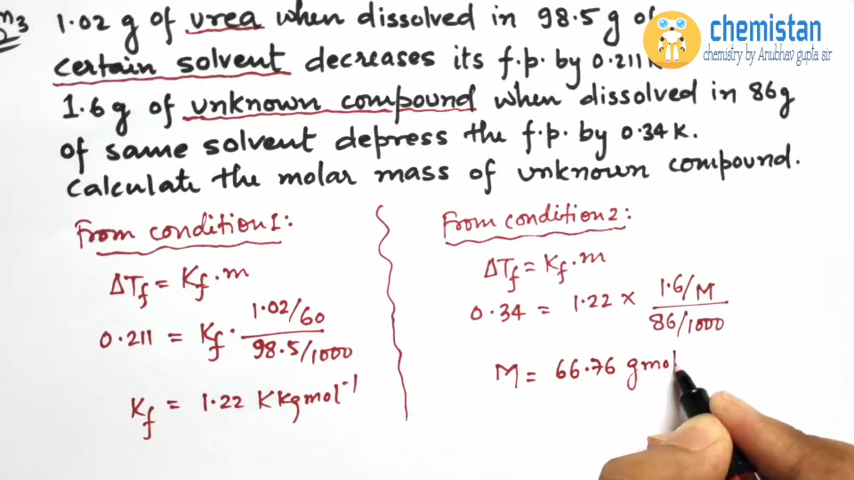 m3
1.02 g of urea when dissolved in 98.5 g of
certain solvent decreases its f.p. by 0.211 K
1.6 g of unknown compound when dissolved in 86g
of same solvent depress the f.p. by 0.34 K.
calculate the molar mass of unknown compound.
chemistan
chemistry by Anubhav gupta sir
From condition 1:
ΔTf = Kf·m
0.211 = Kf · 1.02/60
98.5/1000
Kf = 1.22 K Kg mol⁻¹
From condition 2:
ΔTf = Kf·m
0.34 = 1.22 × 1.6/M
86/1000
M = 66.76 gmol